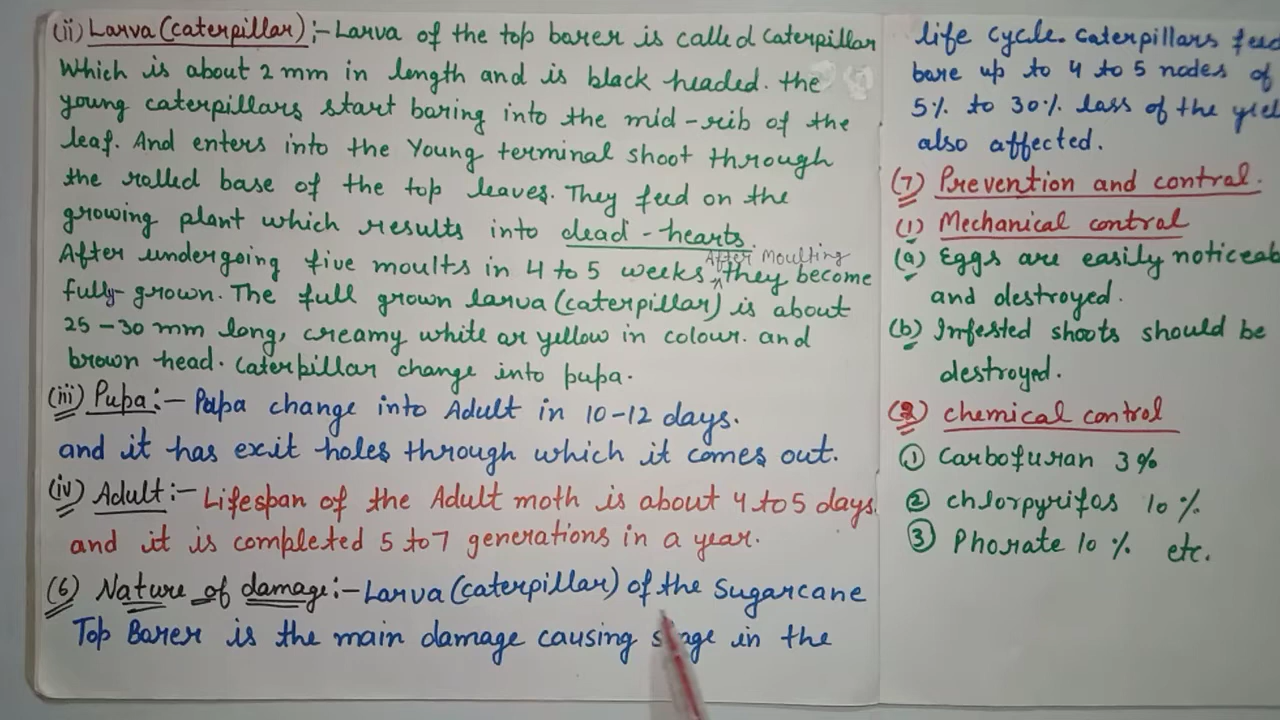 (ii) Larva (caterpillar) :- Larva of the top borer is called caterpillar
Which is about 2 mm in length and is black headed. the
young caterpillars start boring into the mid-rib of the
leaf. And enters into the Young terminal shoot through
the rolled base of the top leaves. They feed on the
growing plant which results into dead-hearts.
After Moulting
After undergoing five moults in 4 to 5 weeks, they become
fully-grown. The full grown larva (caterpillar) is about
25-30 mm long, creamy white or yellow in colour. and
brown head. Caterpillar change into pupa.
(iii) Pupa :- Papa change into Adult in 10-12 days.
and it has exit holes through which it comes out.
(iv) Adult :- Lifespan of the Adult moth is about 4 to 5 days
and it is completed 5 to 7 generations in a year.
(6) Nature of damage :- Larva (caterpillar) of the Sugarcane
Top Borer is the main damage causing stage in the
life cycle. Caterpillars feed
bore up to 4 to 5 nodes of
5% to 30% loss of the
also affected.
(7) Prevention and control.
(1) Mechanical control
(a) Eggs are easily
and destroyed.
(b) Infested shoots should be
destroyed.
(2) chemical control
① Carbofuran 3%
② chlorpyrifos 10%
③ Phorate 10% etc.